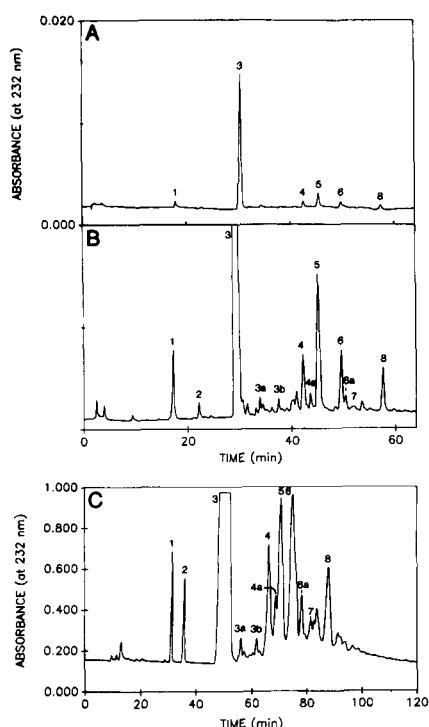 A
0.020
ABSORBANCE (at 232 nm)
3
1
4
5
6
8
0.000
B
3
5
1
4
6
8
2
3a
3b
4a
6a
7
0
20
40
60
TIME (min)
C
1.000
0.800
0.600
0.400
0.200
0.000
ABSORBANCE (at 232 nm)
3
1
2
4
5
6
4a
6a
8
7
3a
3b
0
20
40
60
80
100
120
TIME (min)